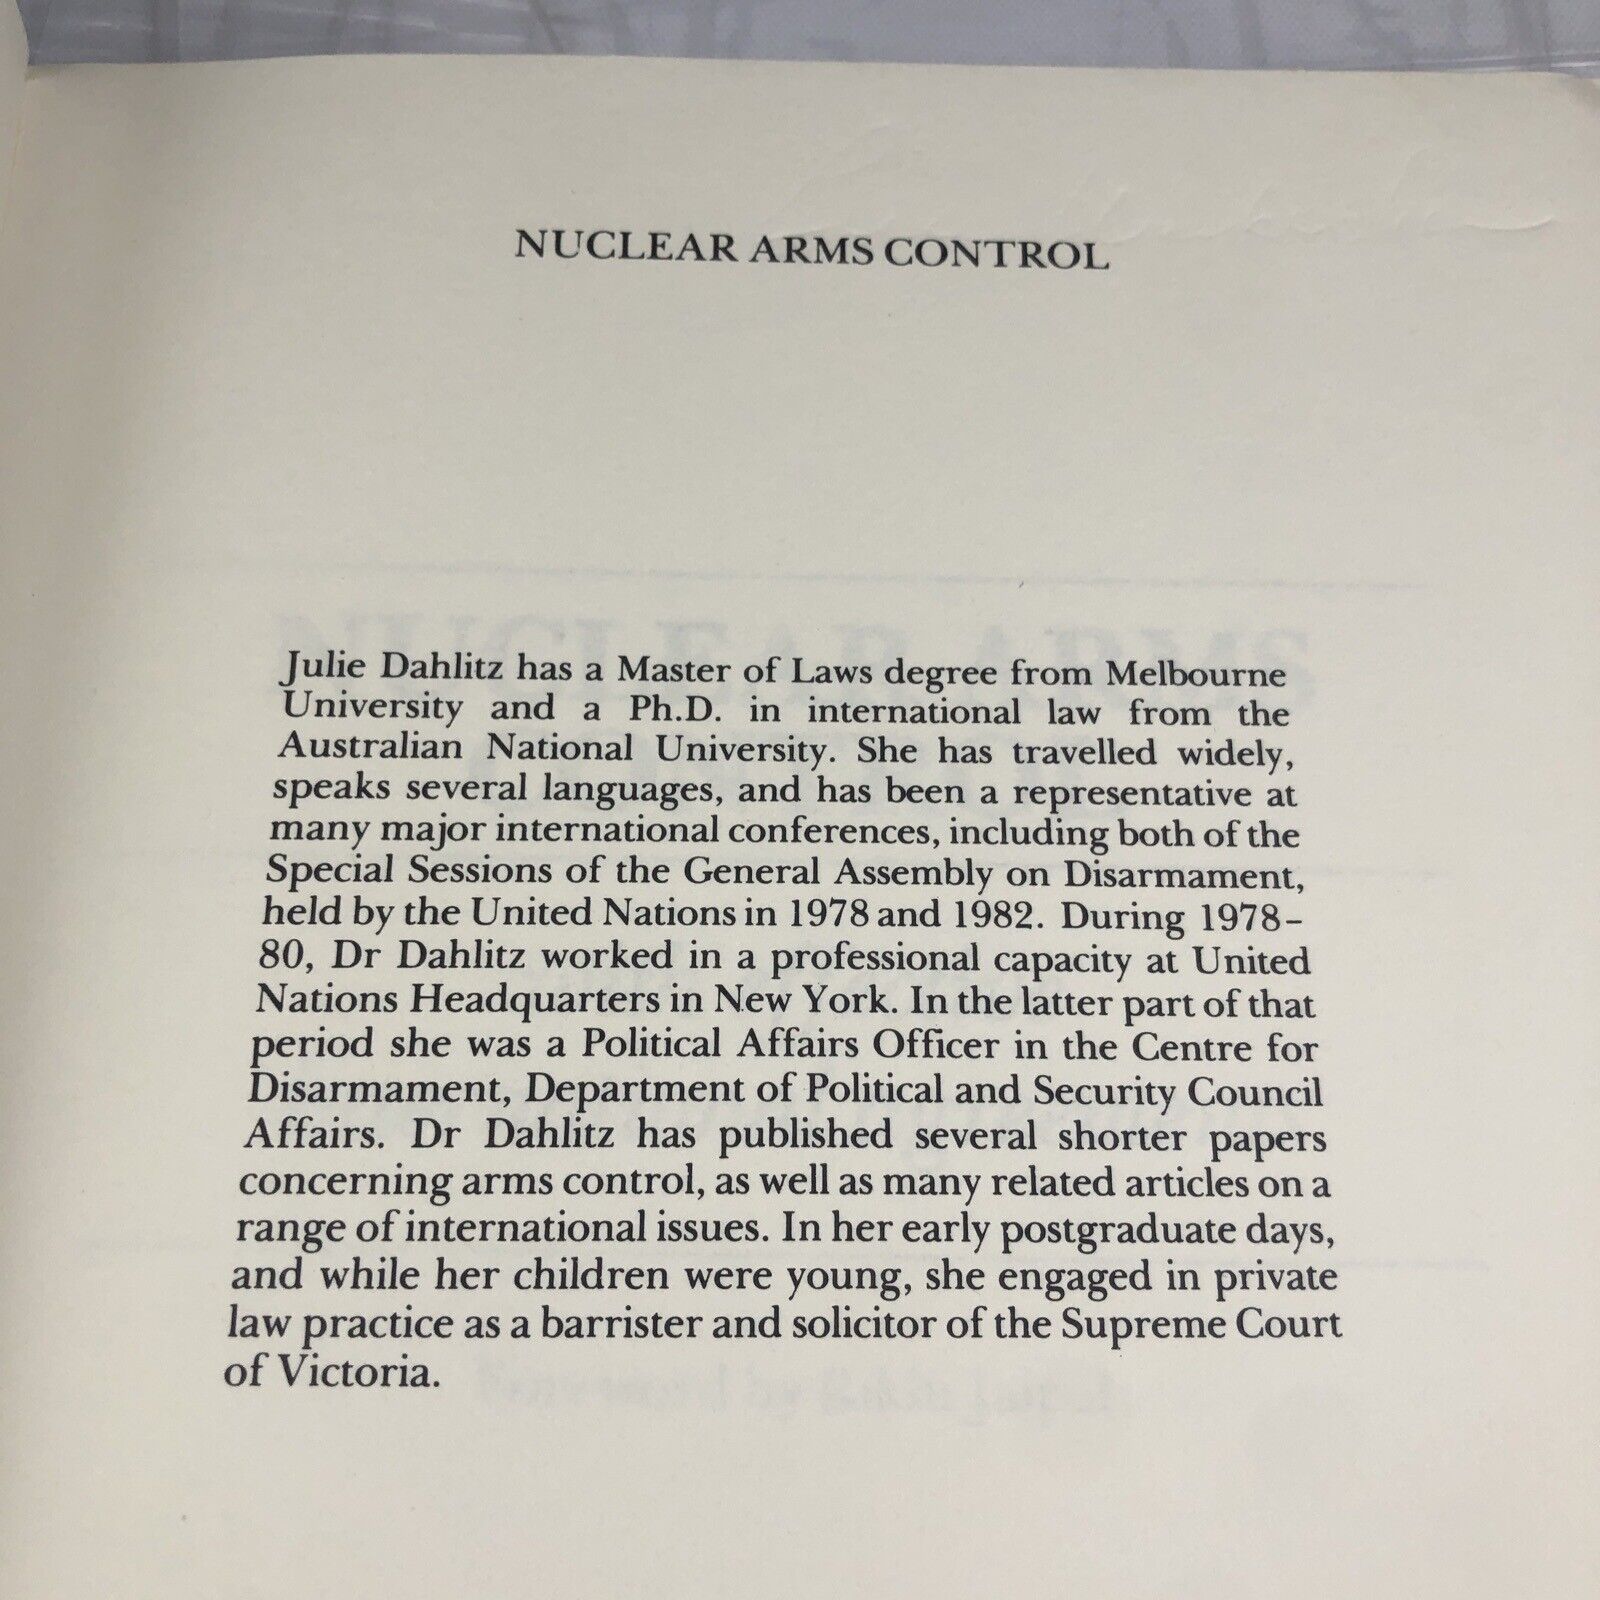 NUCLEAR ARMS CONTROL
Julie Dahlitz has a Master of Laws degree from Melbourne
University and a Ph.D. in international law from the
Australian National University. She has travelled widely,
speaks several languages, and has been a representative at
many major international conferences, including both of the
Special Sessions of the General Assembly on Disarmament,
held by the United Nations in 1978 and 1982. During 1978–
80, Dr Dahlitz worked in a professional capacity at United
Nations Headquarters in New York. In the latter part of that
period she was a Political Affairs Officer in the Centre for
Disarmament, Department of Political and Security Council
Affairs. Dr Dahlitz has published several shorter papers
concerning arms control, as well as many related articles on a
range of international issues. In her early postgraduate days,
and while her children were young, she engaged in private
law practice as a barrister and solicitor of the Supreme Court
of Victoria.